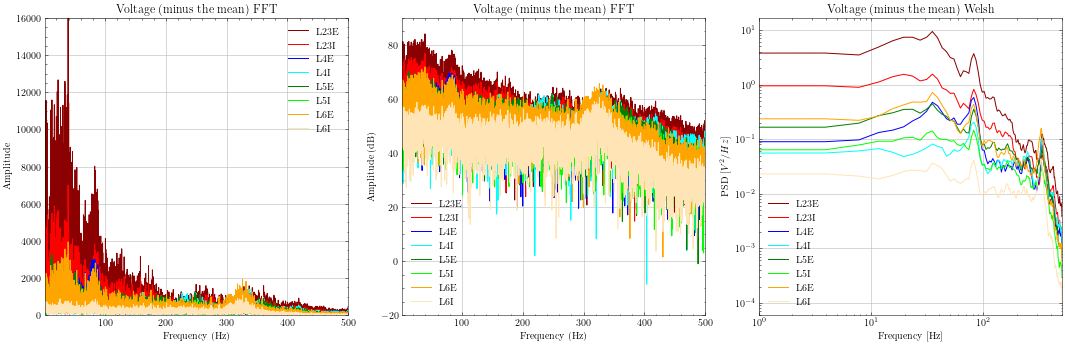 Voltage (minus the mean) FFT
16000
14000
12000
10000
8000
6000
4000
2000
0
Amplitude
100
200
300
400
500
Frequency (Hz)
L23E
L23I
L4E
L4I
L5E
L5I
L6E
L6I
Voltage (minus the mean) FFT
80
60
40
20
0
−20
Amplitude (dB)
100
200
300
400
500
Frequency (Hz)
L23E
L23I
L4E
L4I
L5E
L5I
L6E
L6I
Voltage (minus the mean) Welsh
10¹
10⁰
10⁻¹
10⁻²
10⁻³
10⁻⁴
PSD [V²/Hz]
10⁰
10¹
10²
Frequency [Hz]
L23E
L23I
L4E
L4I
L5E
L5I
L6E
L6I